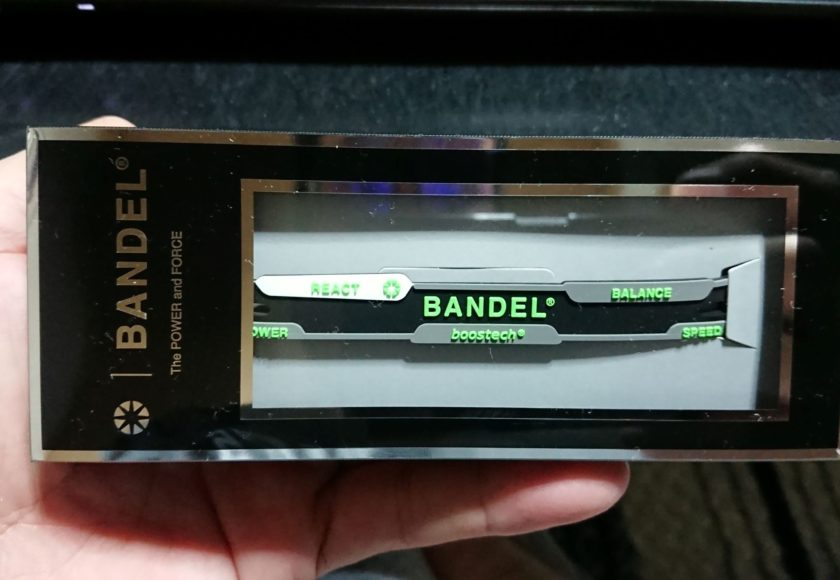 BANDEL®
The POWER and FORCE
REACT
BANDEL®
BALANCE
OWER
boostech®
SPEED